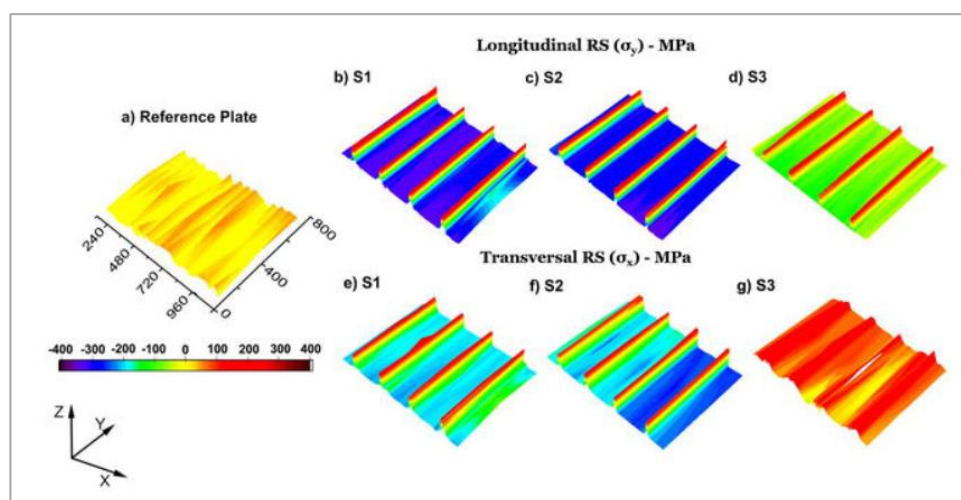 Longitudinal RS (σy) - MPa
b) S1
c) S2
d) S3
a) Reference Plate
240
480
720
960
0
400
800
Transversal RS (σx) - MPa
e) S1
f) S2
g) S3
-400 -300 -200 -100 0 100 200 300 400
Z
Y
X